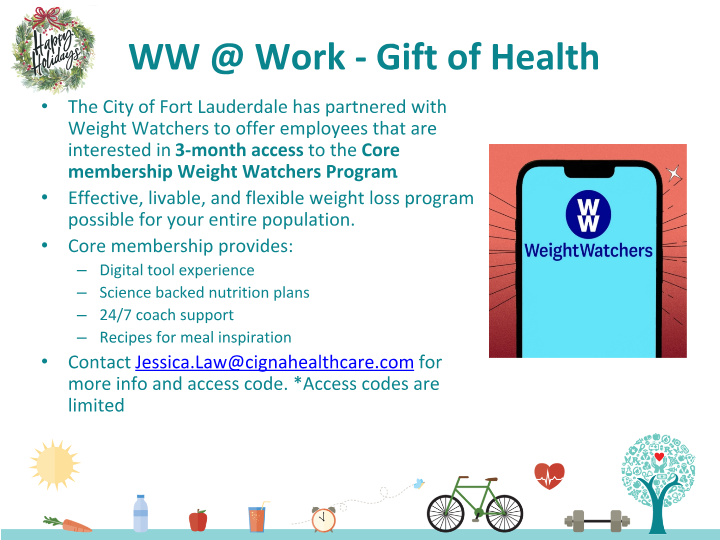 Happy
Holidays
WW @ Work - Gift of Health
• The City of Fort Lauderdale has partnered with
Weight Watchers to offer employees that are
interested in 3-month access to the Core
membership Weight Watchers Program.
• Effective, livable, and flexible weight loss program
possible for your entire population.
• Core membership provides:
– Digital tool experience
– Science backed nutrition plans
– 24/7 coach support
– Recipes for meal inspiration
• Contact Jessica.Law@cignahealthcare.com for
more info and access code. *Access codes are
limited
W
W
WeightWatchers